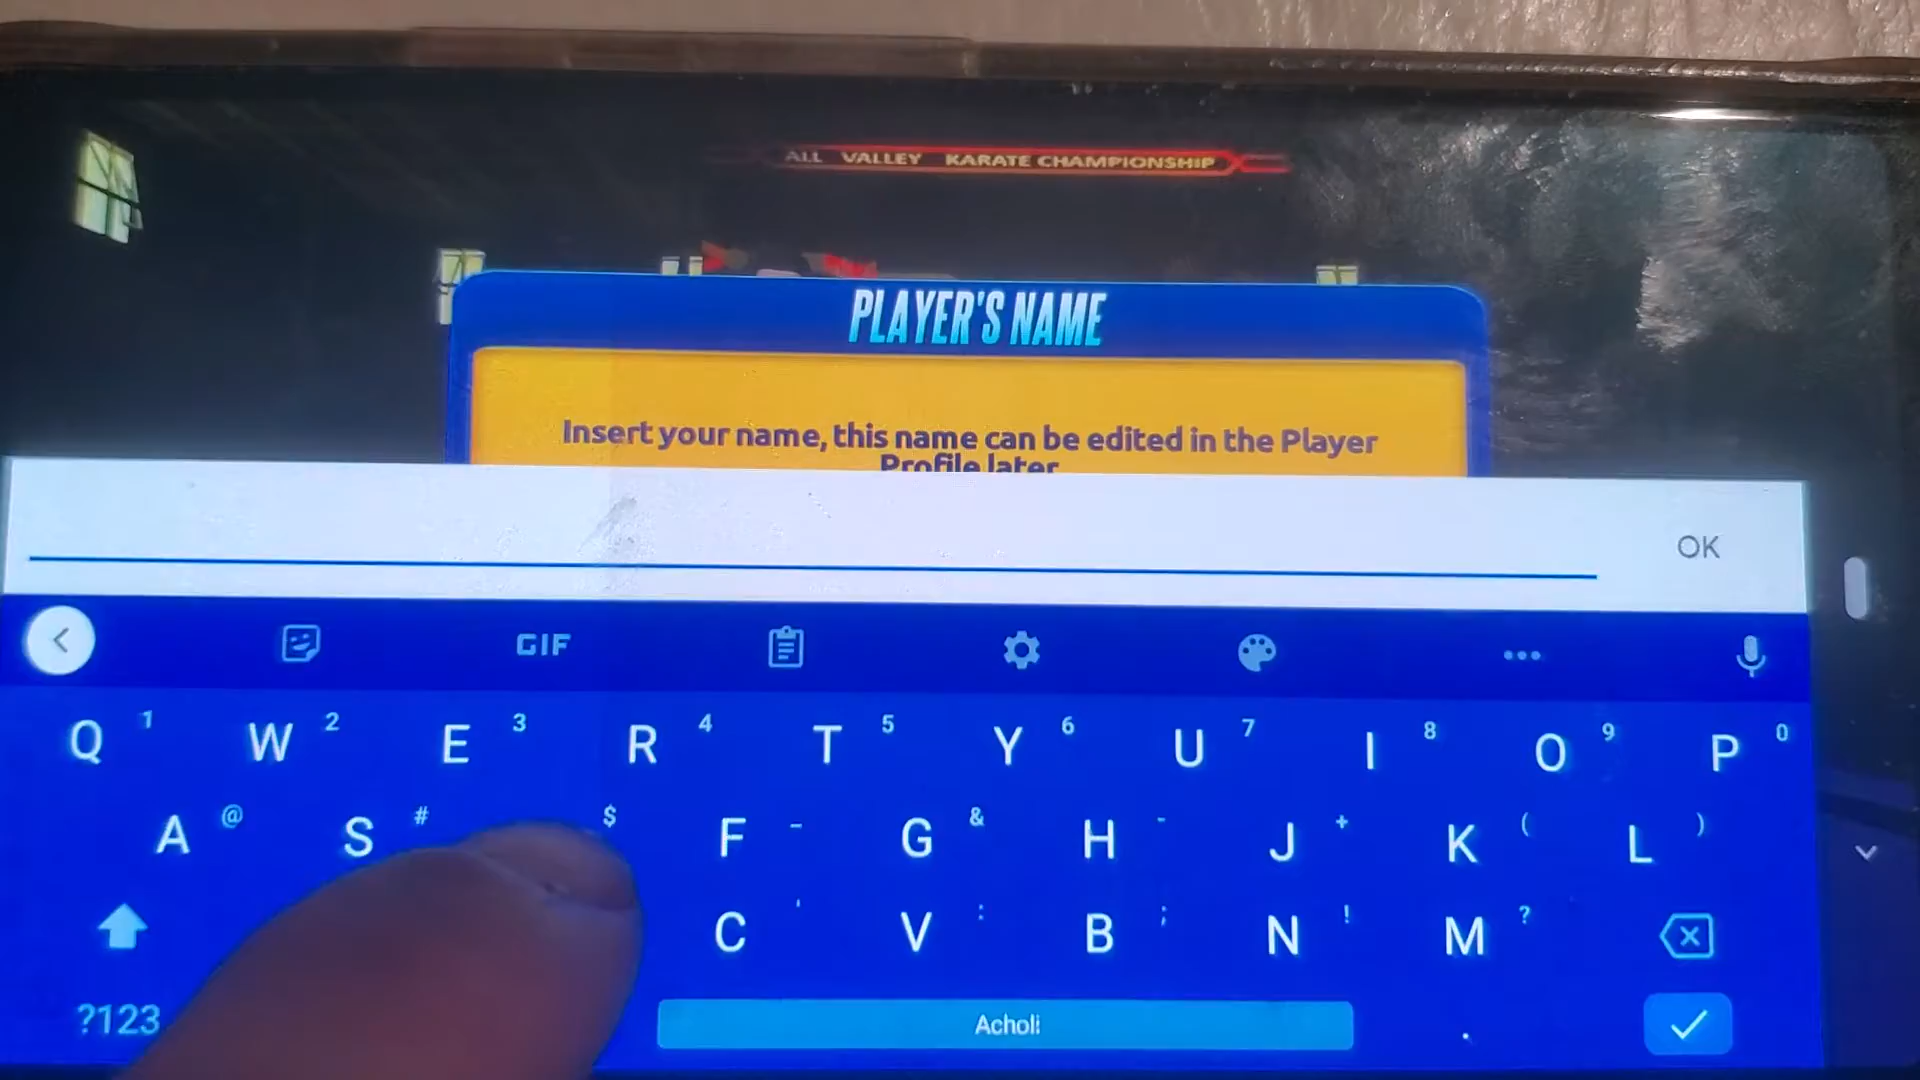 ALL VALLEY KARATE CHAMPIONSHIP
PLAYER'S NAME
Insert your name, this name can be edited in the Player
Profile later
OK
GIF
Q 1 W 2 E 3 R 4 T 5 Y 6 U 7 I 8 O 9 P 0
A @ S # $ F - G & H - J + K ( L )
C ' V : B ; N ! M ?
?123 Acholi .